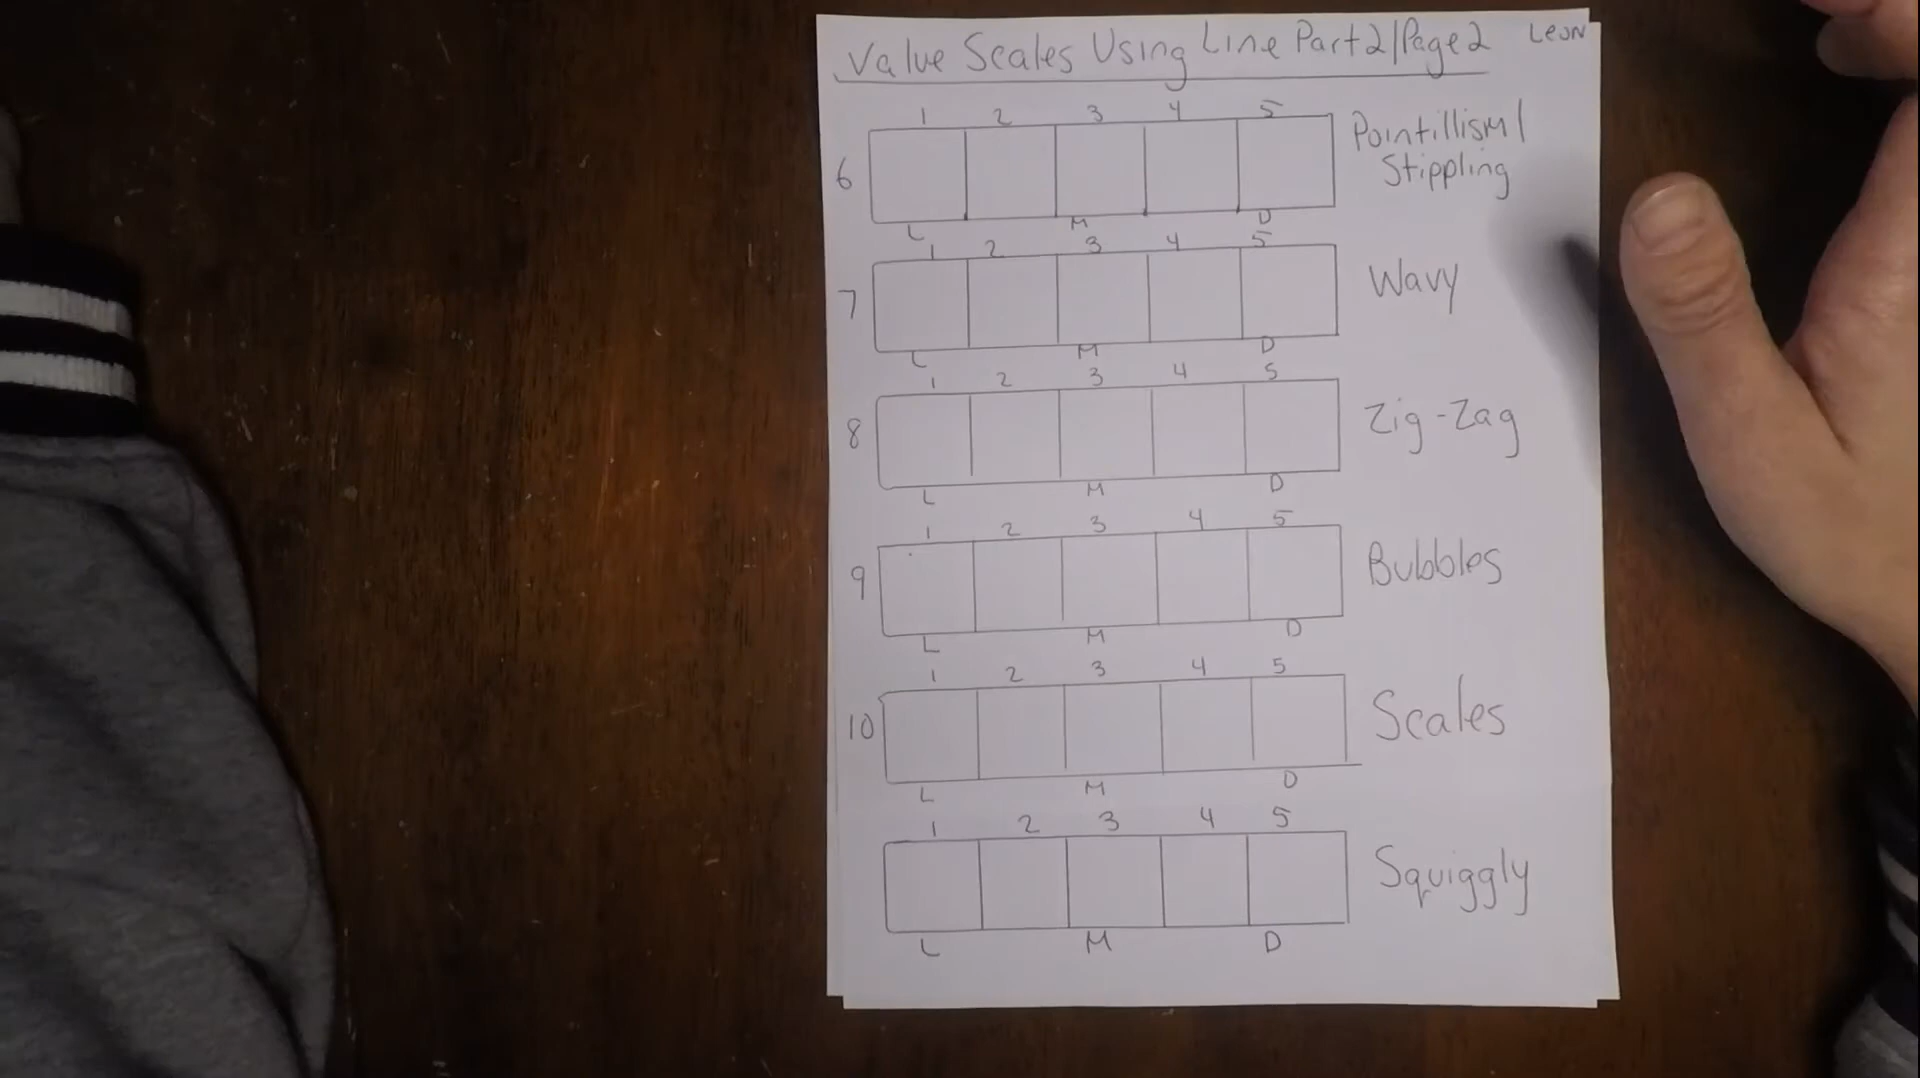 Value Scales Using Line Part 2/Page 2 Leon
1 2 3 4 5
6 Pointillism/
Stippling
L M D
1 2 3 4 5
7 Wavy
L M D
1 2 3 4 5
8 Zig-Zag
L M D
1 2 3 4 5
9 Bubbles
L M D
1 2 3 4 5
10 Scales
L M D
1 2 3 4 5
Squiggly
L M D